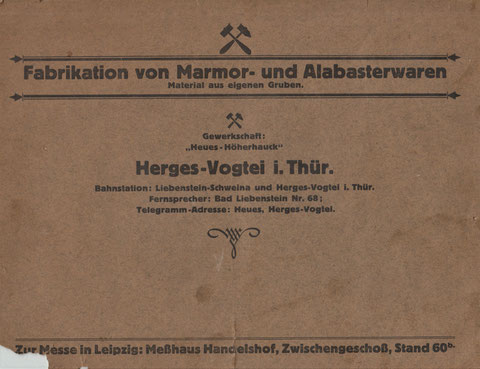 Fabrikation von Marmor- und Alabasterwaren
Material aus eigenen Gruben.
Gewerkschaft:
„Neues-Höherhauck"
Herges-Vogtei i. Thür.
Bahnstation: Liebenstein-Schweina und Herges-Vogtei i. Thür.
Fernsprecher: Bad Liebenstein Nr. 68;
Telegramm-Adresse: Neues, Herges-Vogtei.
Zur Messe in Leipzig: Meßhaus Handelshof, Zwischengeschoß, Stand 60b.